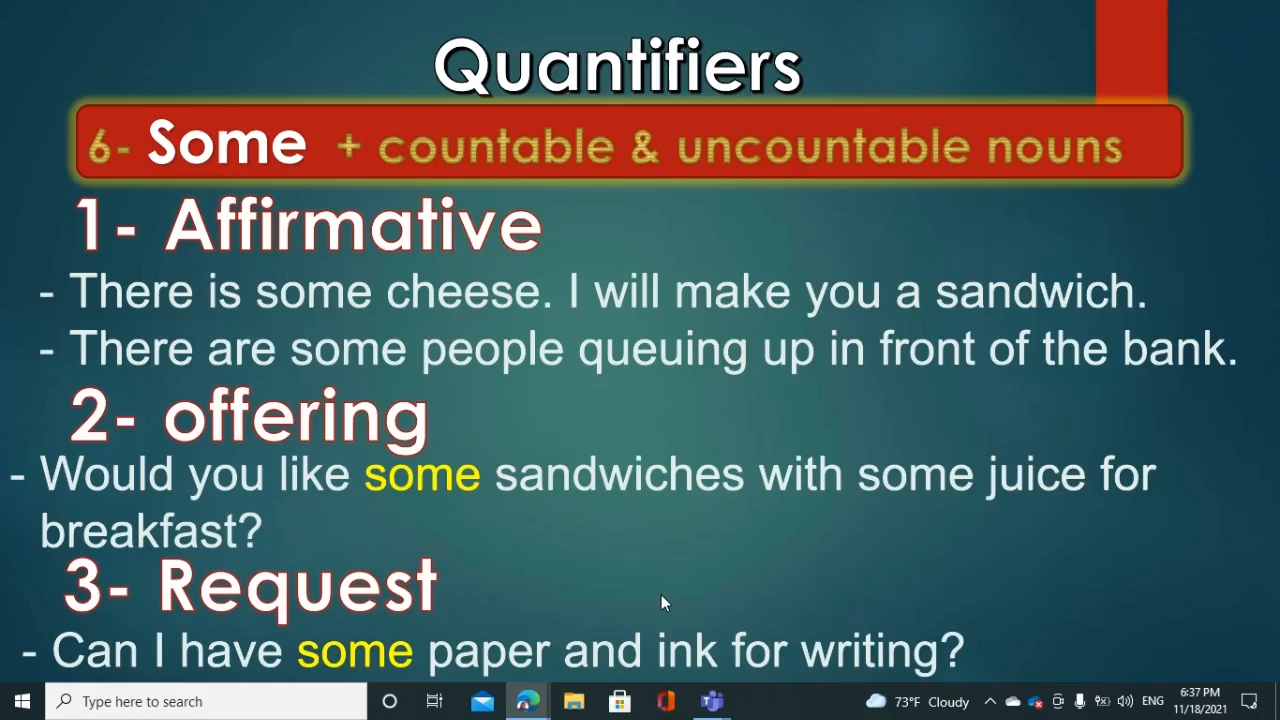 Quantifiers
6- Some + countable & uncountable nouns
1- Affirmative
- There is some cheese. I will make you a sandwich.
- There are some people queuing up in front of the bank.
2- offering
- Would you like some sandwiches with some juice for
breakfast?
3- Request
- Can I have some paper and ink for writing?
Type here to search
73°F Cloudy
ENG
6:37 PM
11/18/2021